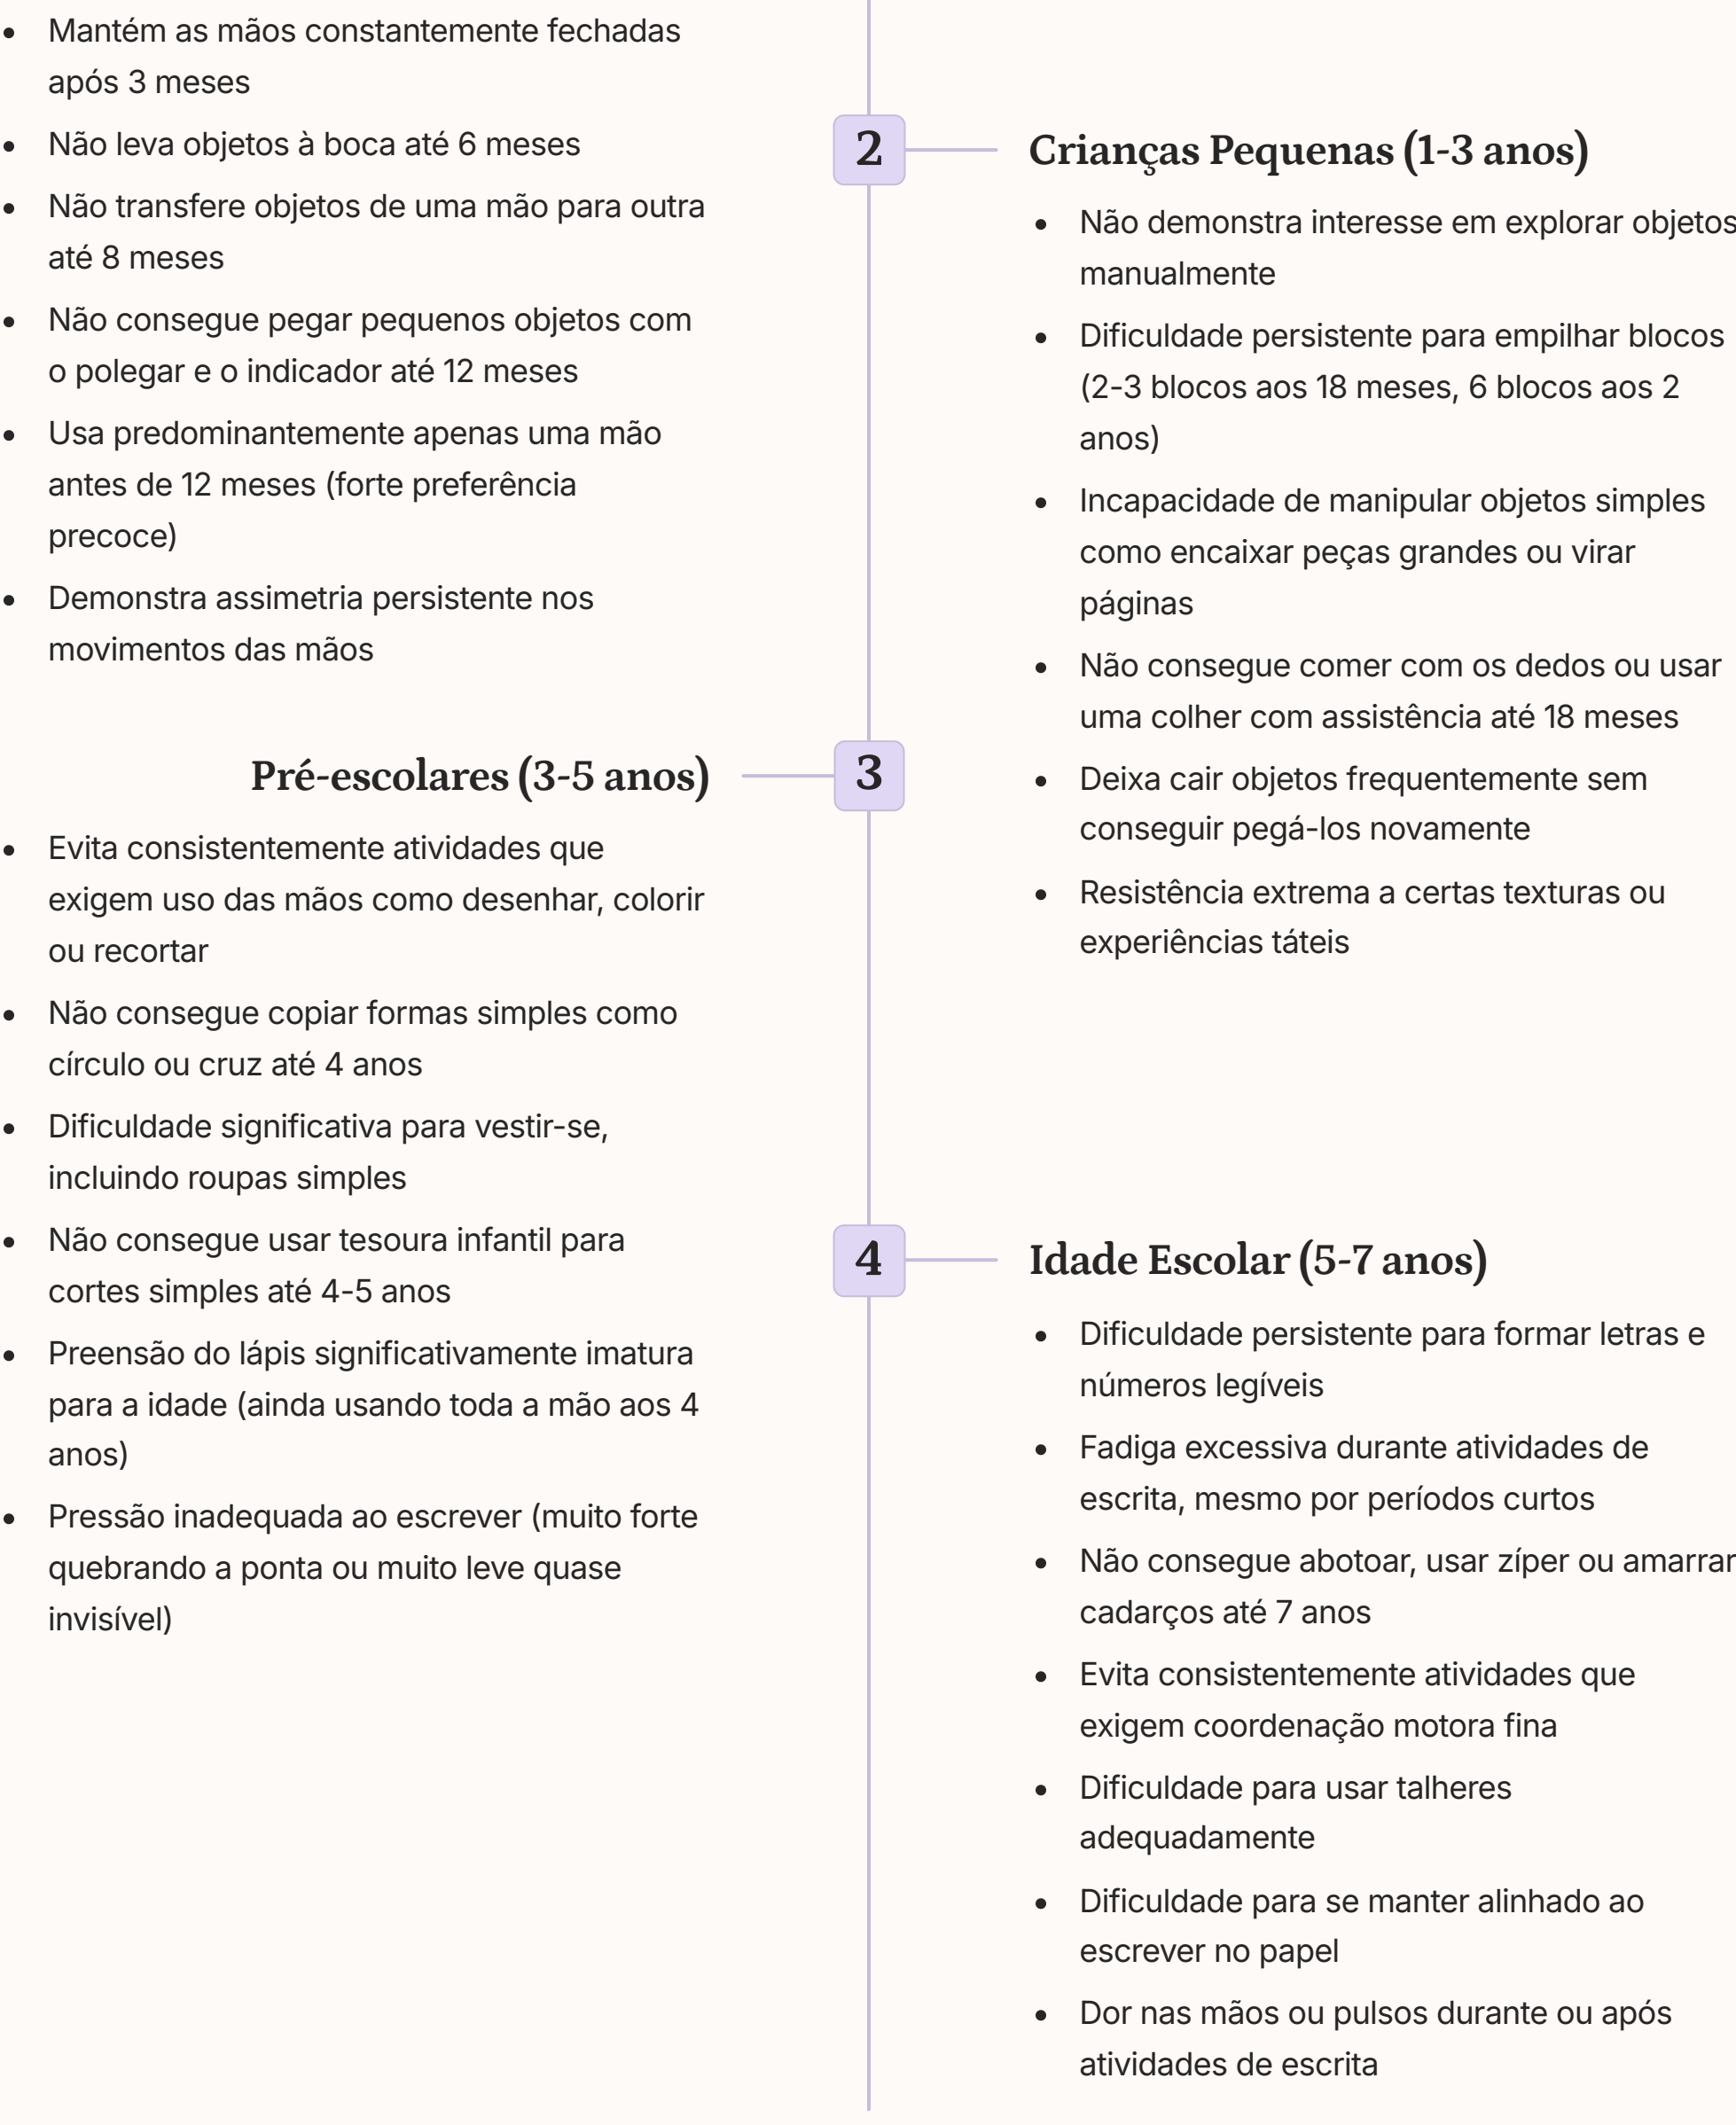 • Mantém as mãos constantemente fechadas
após 3 meses
• Não leva objetos à boca até 6 meses
• Não transfere objetos de uma mão para outra
até 8 meses
• Não consegue pegar pequenos objetos com
o polegar e o indicador até 12 meses
• Usa predominantemente apenas uma mão
antes de 12 meses (forte preferência
precoce)
• Demonstra assimetria persistente nos
movimentos das mãos
2
Crianças Pequenas (1-3 anos)
• Não demonstra interesse em explorar objetos
manualmente
• Dificuldade persistente para empilhar blocos
(2-3 blocos aos 18 meses, 6 blocos aos 2
anos)
• Incapacidade de manipular objetos simples
como encaixar peças grandes ou virar
páginas
• Não consegue comer com os dedos ou usar
uma colher com assistência até 18 meses
• Deixa cair objetos frequentemente sem
conseguir pegá-los novamente
• Resistência extrema a certas texturas ou
experiências táteis
Pré-escolares (3-5 anos)
3
• Evita consistentemente atividades que
exigem uso das mãos como desenhar, colorir
ou recortar
• Não consegue copiar formas simples como
círculo ou cruz até 4 anos
• Dificuldade significativa para vestir-se,
incluindo roupas simples
• Não consegue usar tesoura infantil para
cortes simples até 4-5 anos
• Preensão do lápis significativamente imatura
para a idade (ainda usando toda a mão aos 4
anos)
• Pressão inadequada ao escrever (muito forte
quebrando a ponta ou muito leve quase
invisível)
4
Idade Escolar (5-7 anos)
• Dificuldade persistente para formar letras e
números legíveis
• Fadiga excessiva durante atividades de
escrita, mesmo por períodos curtos
• Não consegue abotoar, usar zíper ou amarrar
cadarços até 7 anos
• Evita consistentemente atividades que
exigem coordenação motora fina
• Dificuldade para usar talheres
adequadamente
• Dificuldade para se manter alinhado ao
escrever no papel
• Dor nas mãos ou pulsos durante ou após
atividades de escrita